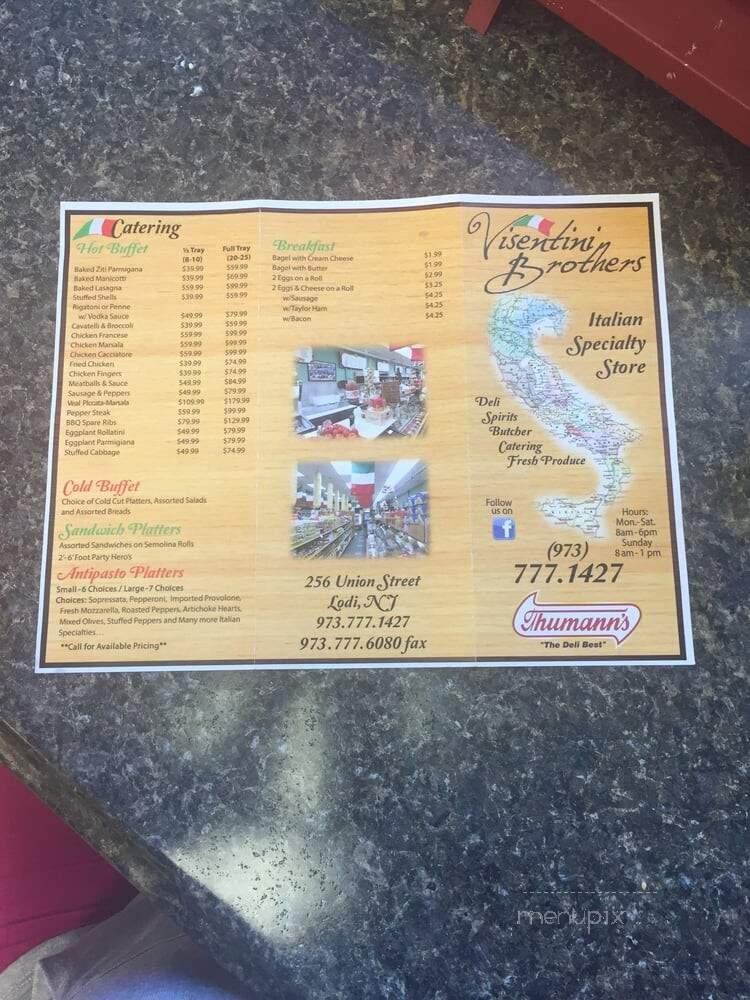 Catering
Hot Buffet
½ Tray Full Tray
(8-10) (20-25)
Baked Ziti Parmigana $39.99 $59.99
Baked Manicotti $39.99 $69.99
Baked Lasagna $59.99 $99.99
Stuffed Shells $39.99 $59.99
Rigatoni or Penne
w/ Vodka Sauce $49.99 $79.99
Cavatelli & Broccoli $39.99 $59.99
Chicken Francese $59.99 $99.99
Chicken Marsala $59.99 $99.99
Chicken Cacciatore $59.99 $99.99
Fried Chicken $39.99 $74.99
Chicken Fingers $39.99 $74.99
Meatballs & Sauce $49.99 $84.99
Sausage & Peppers $49.99 $79.99
Veal Piccata-Marsala $109.99 $179.99
Pepper Steak $59.99 $99.99
BBQ Spare Ribs $79.99 $129.99
Eggplant Rollatini $49.99 $79.99
Eggplant Parmigiana $49.99 $79.99
Stuffed Cabbage $49.99 $74.99
Cold Buffet
Choice of Cold Cut Platters, Assorted Salads
and Assorted Breads
Sandwich Platters
Assorted Sandwiches on Semolina Rolls
2'-6' Foot Party Hero's
Antipasto Platters
Small-6 Choices / Large-7 Choices
Choices: Sopressata, Pepperoni, Imported Provolone,
Fresh Mozzarella, Roasted Peppers, Artichoke Hearts,
Mixed Olives, Stuffed Peppers and Many more Italian
Specialties...
**Call for Available Pricing**
Breakfast
Bagel with Cream Cheese $1.99
Bagel with Butter $1.99
2 Eggs on a Roll $2.99
2 Eggs & Cheese on a Roll $3.25
w/Sausage $4.25
w/Taylor Ham $4.25
w/Bacon $4.25
256 Union Street
Lodi, NJ
973.777.1427
973.777.6080 fax
Visentini
Brothers
Italian
Specialty
Store
Deli
Spirits
Butcher
Catering
Fresh Produce
Follow
us on
f
Hours:
Mon.-Sat.
8am-6pm
Sunday
8am-1pm
(973)
777.1427
Thumann's
"The Deli Best"
menupix